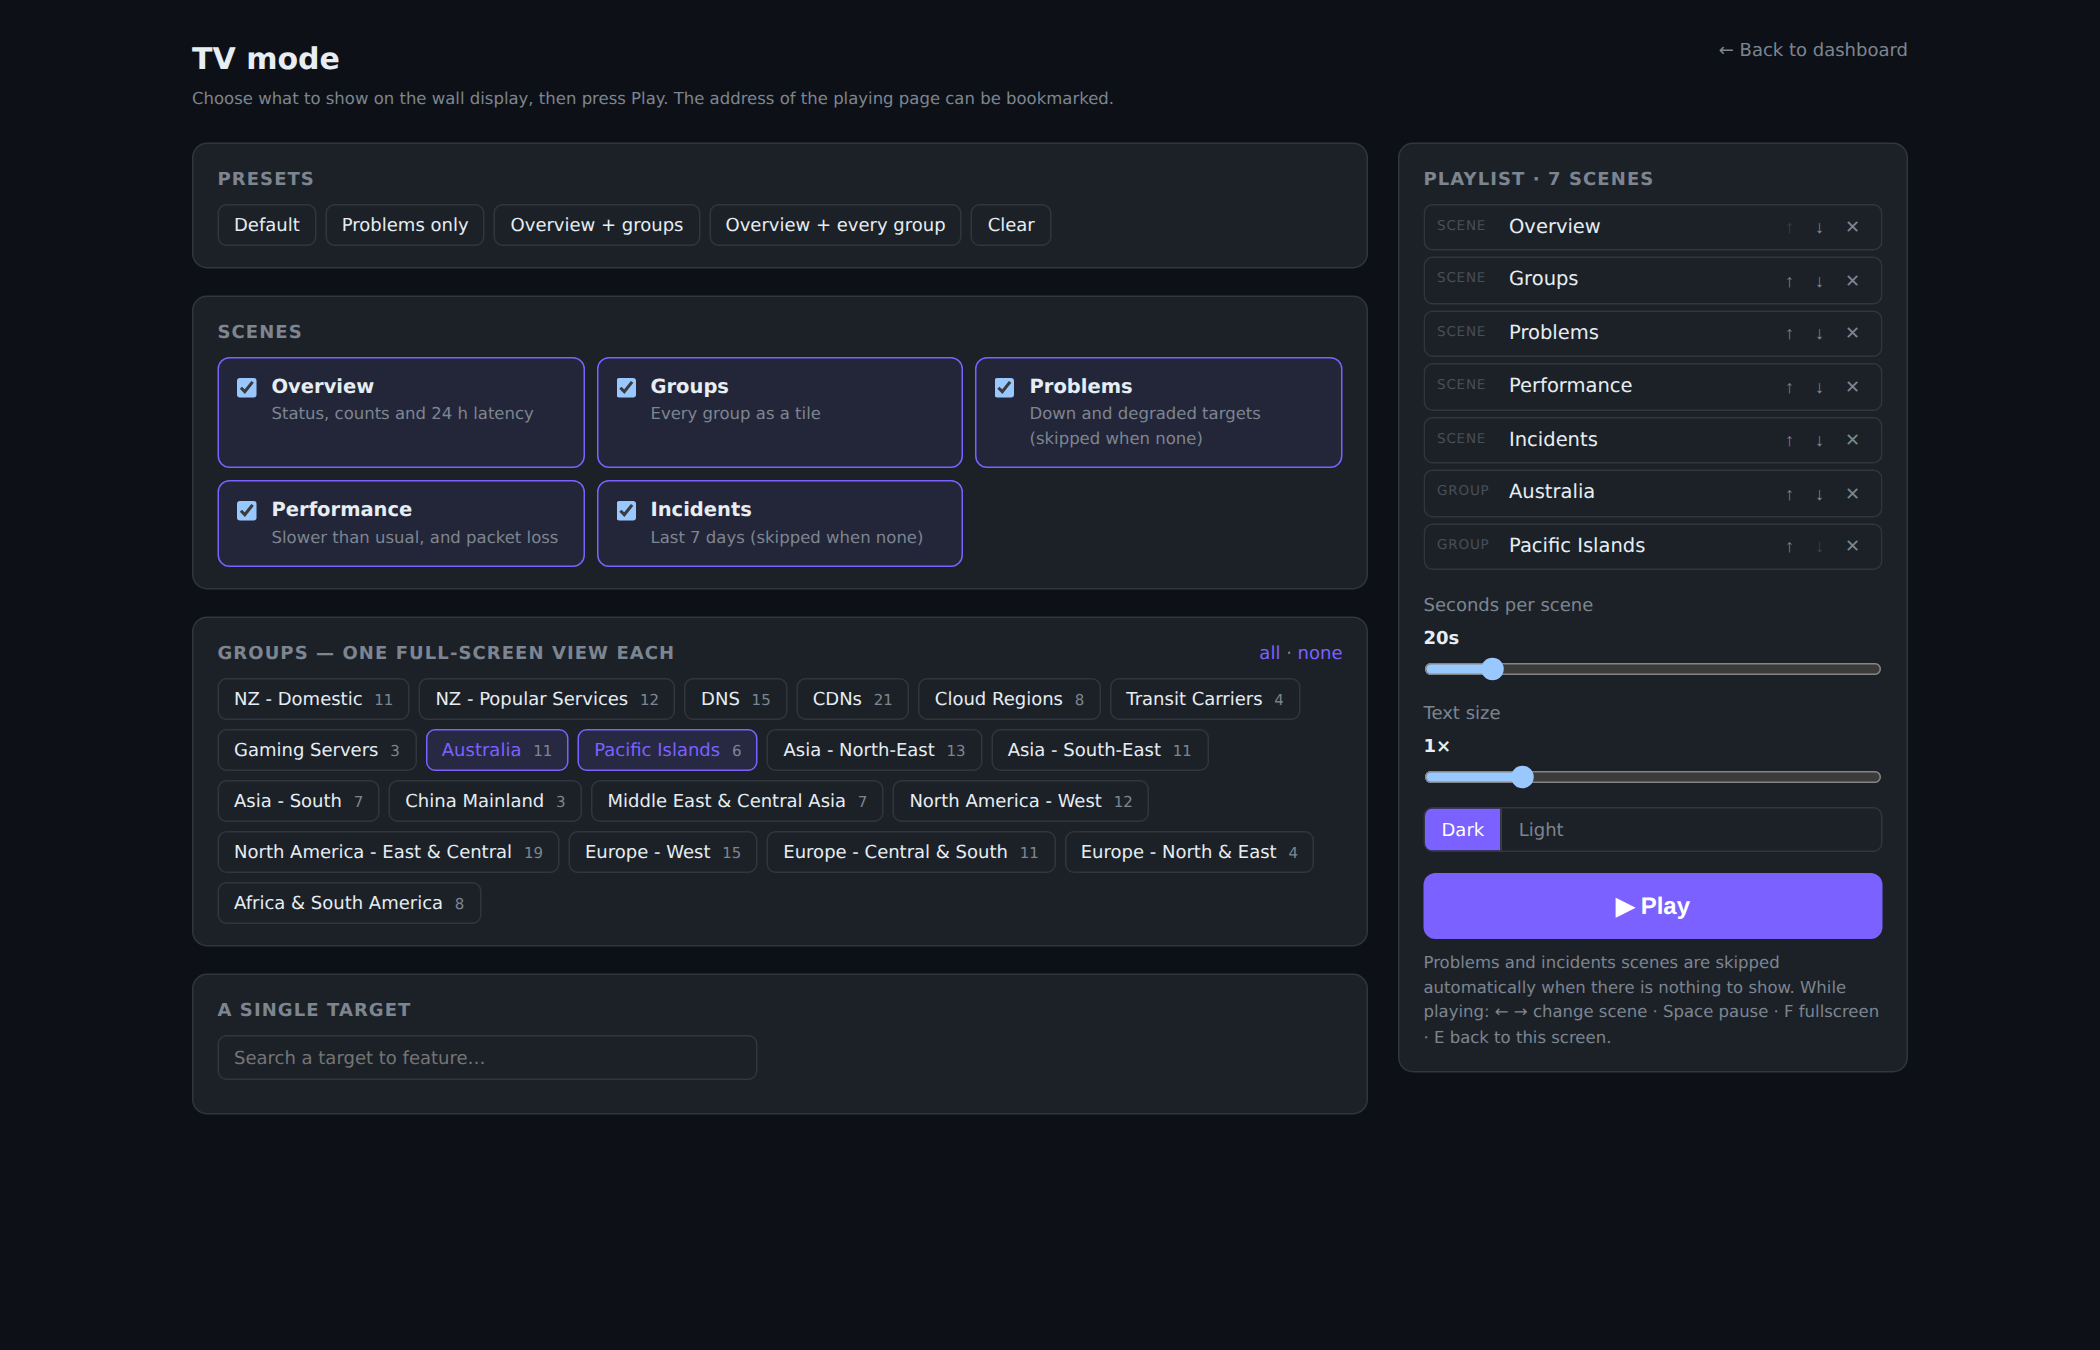 TV mode
← Back to dashboard
Choose what to show on the wall display, then press Play. The address of the playing page can be bookmarked.
PRESETS
Default
Problems only
Overview + groups
Overview + every group
Clear
SCENES
Overview
Status, counts and 24 h latency
Groups
Every group as a tile
Problems
Down and degraded targets
(skipped when none)
Performance
Slower than usual, and packet loss
Incidents
Last 7 days (skipped when none)
GROUPS — ONE FULL-SCREEN VIEW EACH
all · none
NZ - Domestic 11
NZ - Popular Services 12
DNS 15
CDNs 21
Cloud Regions 8
Transit Carriers 4
Gaming Servers 3
Australia 11
Pacific Islands 6
Asia - North-East 13
Asia - South-East 11
Asia - South 7
China Mainland 3
Middle East & Central Asia 7
North America - West 12
North America - East & Central 19
Europe - West 15
Europe - Central & South 11
Europe - North & East 4
Africa & South America 8
A SINGLE TARGET
Search a target to feature...
PLAYLIST · 7 SCENES
SCENE Overview ↑ ↓ ✕
SCENE Groups ↑ ↓ ✕
SCENE Problems ↑ ↓ ✕
SCENE Performance ↑ ↓ ✕
SCENE Incidents ↑ ↓ ✕
GROUP Australia ↑ ↓ ✕
GROUP Pacific Islands ↑ ↓ ✕
Seconds per scene
20s
Text size
1×
Dark
Light
▶ Play
Problems and incidents scenes are skipped
automatically when there is nothing to show. While
playing: ← → change scene · Space pause · F fullscreen
· E back to this screen.